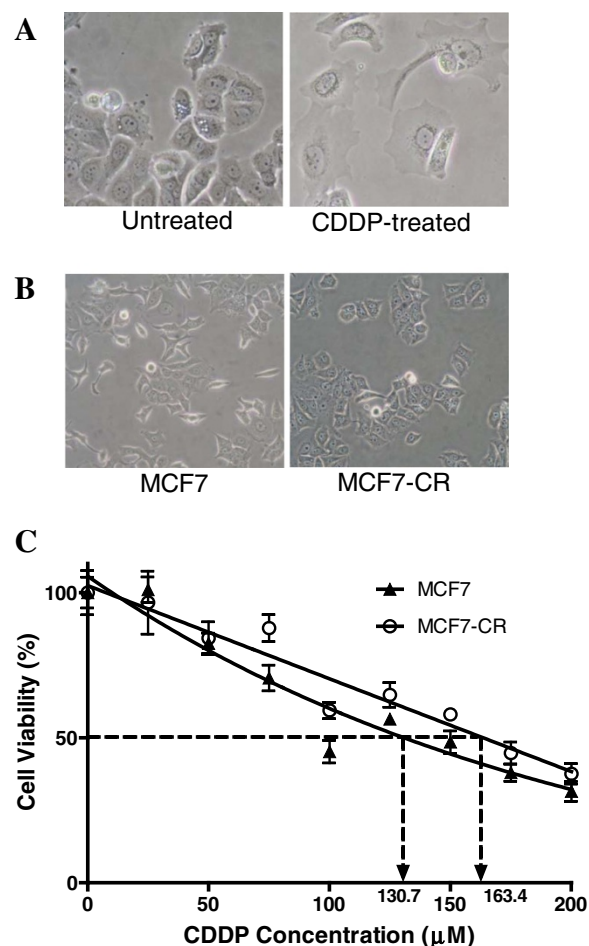 A
Untreated CDDP-treated
B
MCF7 MCF7-CR
C
MCF7
MCF7-CR
Cell Viability (%)
100
50
0
130.7 163.4
0 50 100 150 200
CDDP Concentration (μM)